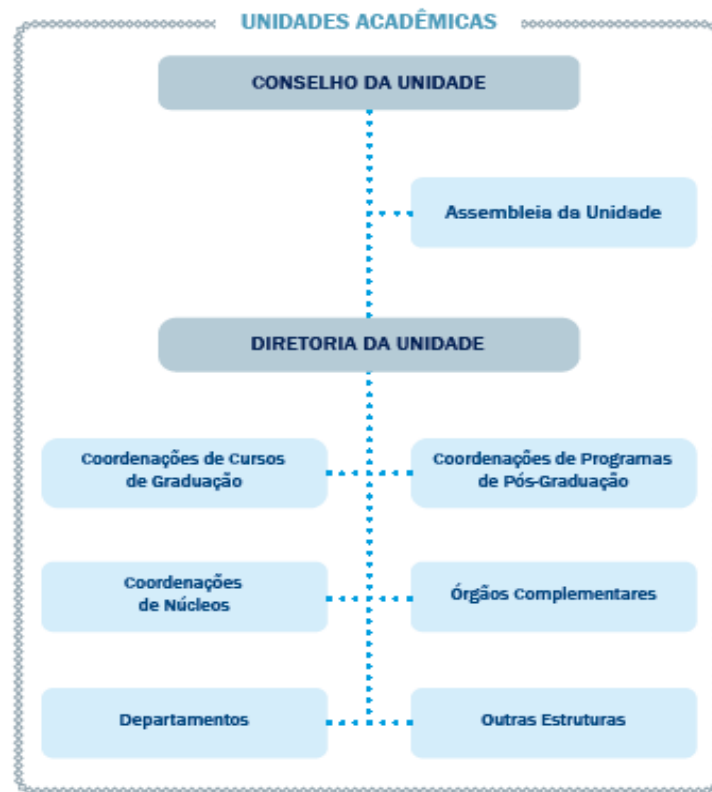 UNIDADES ACADÊMICAS
CONSELHO DA UNIDADE
Assembleia da Unidade
DIRETORIA DA UNIDADE
Coordenações de Cursos
de Graduação
Coordenações de Programas
de Pós-Graduação
Coordenações
de Núcleos
Órgãos Complementares
Departamentos
Outras Estruturas